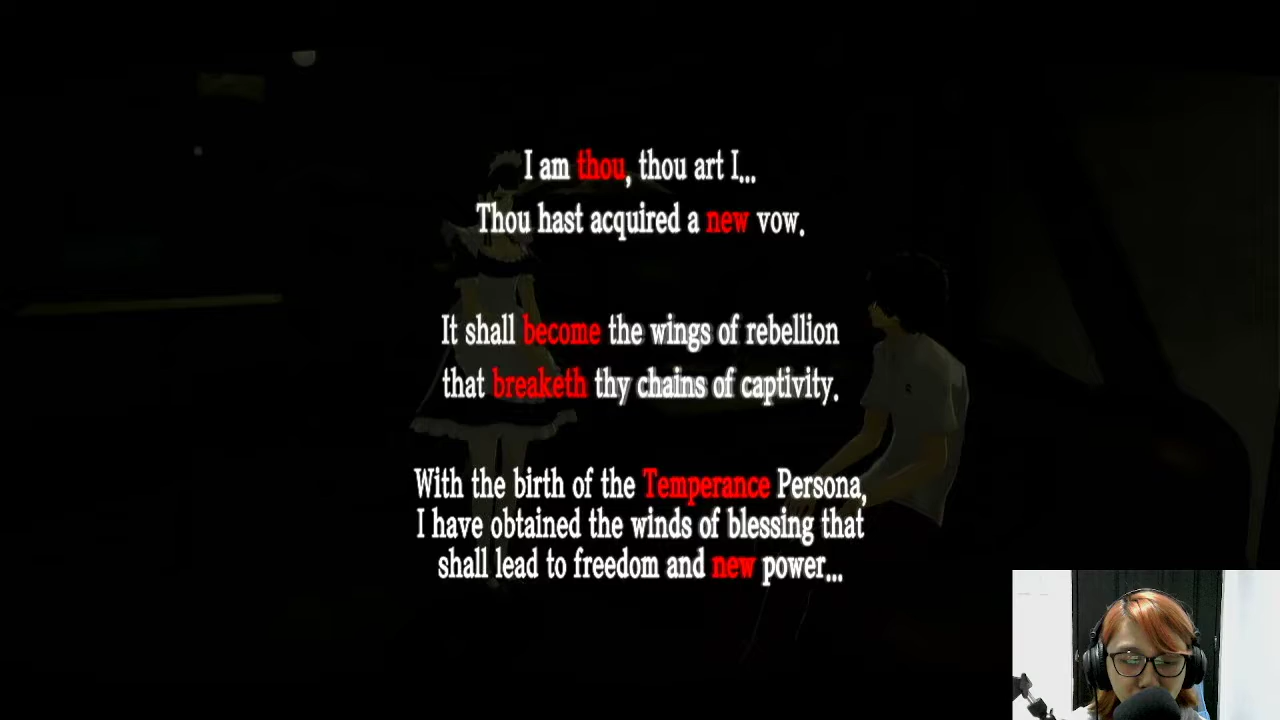 I am thou, thou art I...
Thou hast acquired a new vow.
It shall become the wings of rebellion
that breaketh thy chains of captivity.
With the birth of the Temperance Persona,
I have obtained the winds of blessing that
shall lead to freedom and new power...